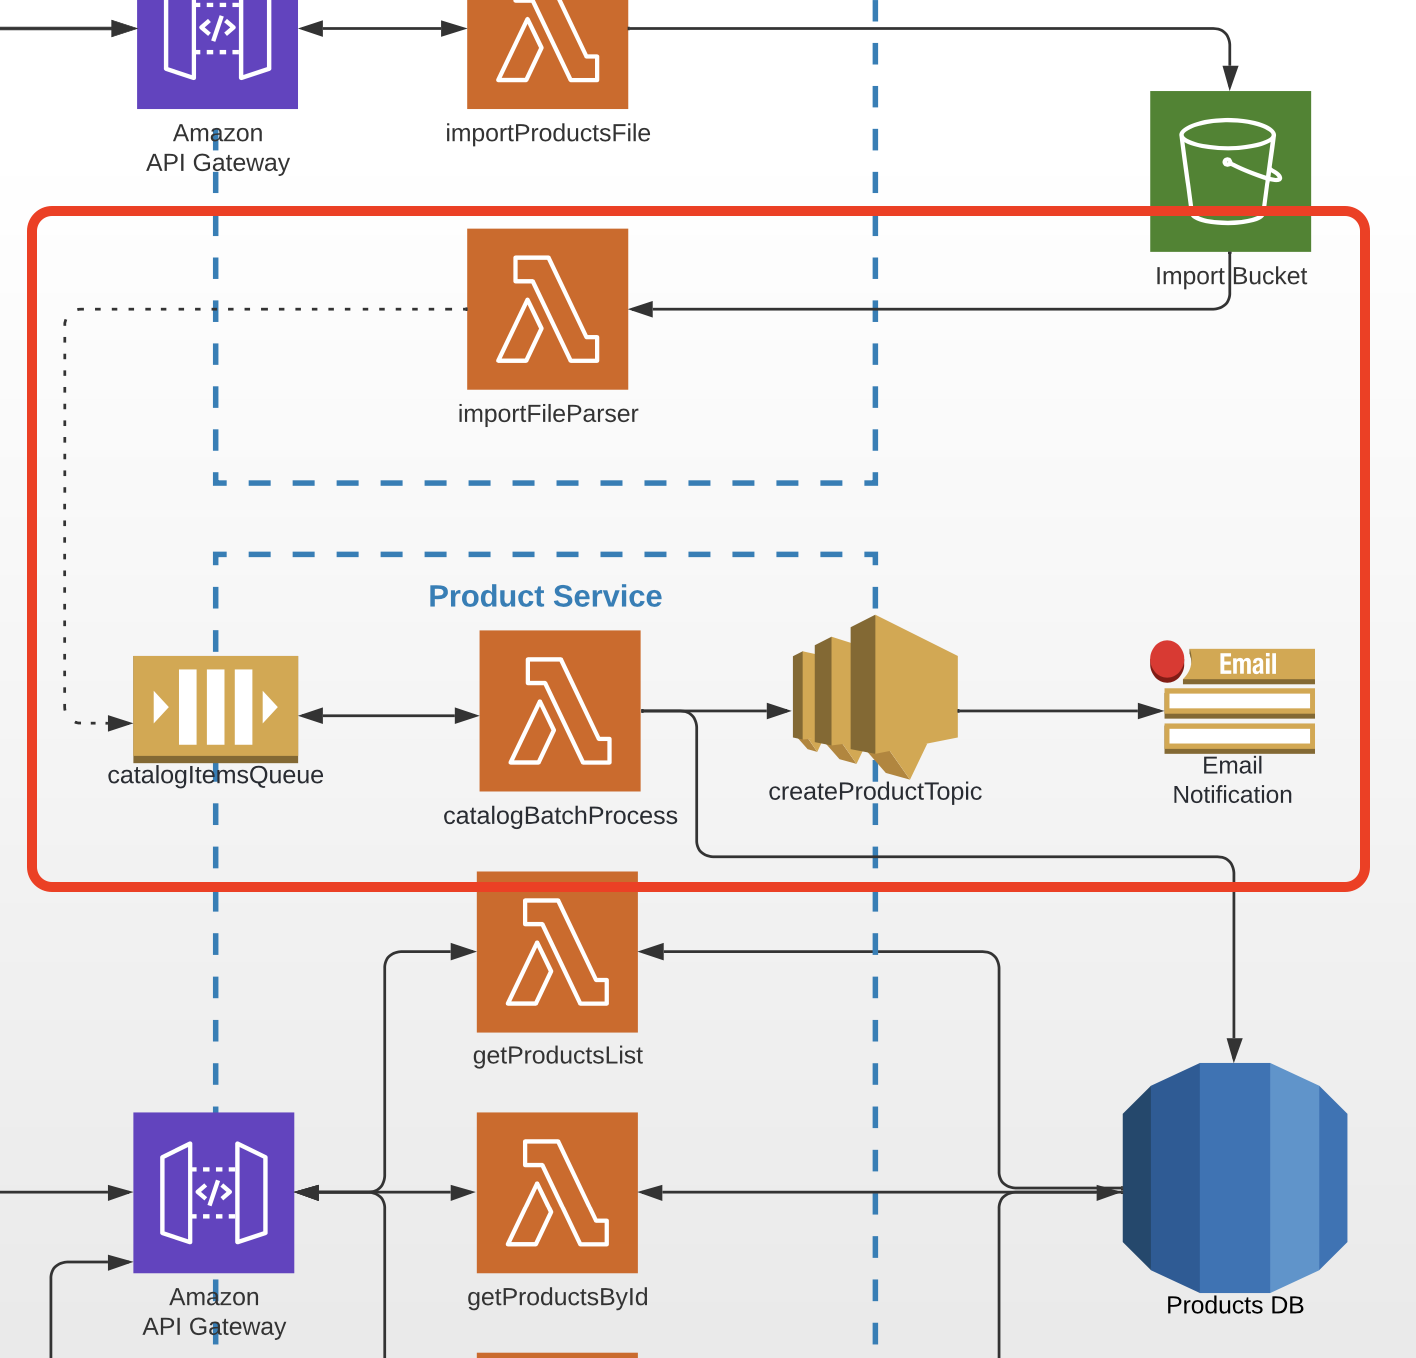 Amazon
API Gateway
importProductsFile
</>
Import Bucket
importFileParser
Product Service
Email
catalogItemsQueue
catalogBatchProcess
createProductTopic
Email
Notification
getProductsList
</>
Amazon
API Gateway
getProductsById
Products DB